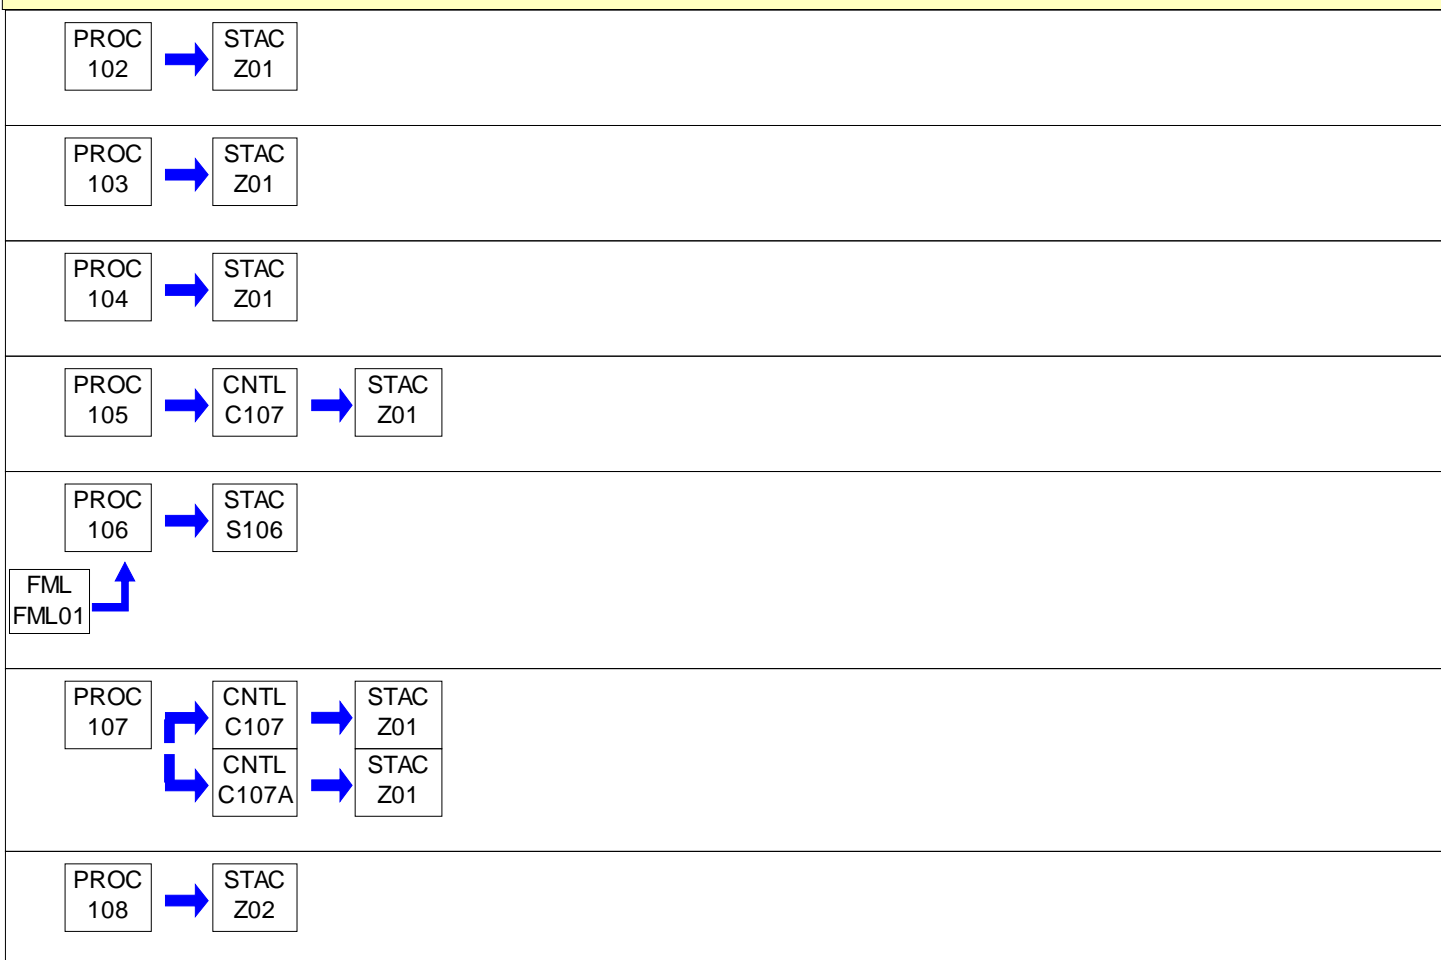 PROC
102
STAC
Z01
PROC
103
STAC
Z01
PROC
104
STAC
Z01
PROC
105
CNTL
C107
STAC
Z01
PROC
106
STAC
S106
FML
FML01
PROC
107
CNTL
C107
STAC
Z01
CNTL
C107A
STAC
Z01
PROC
108
STAC
Z02